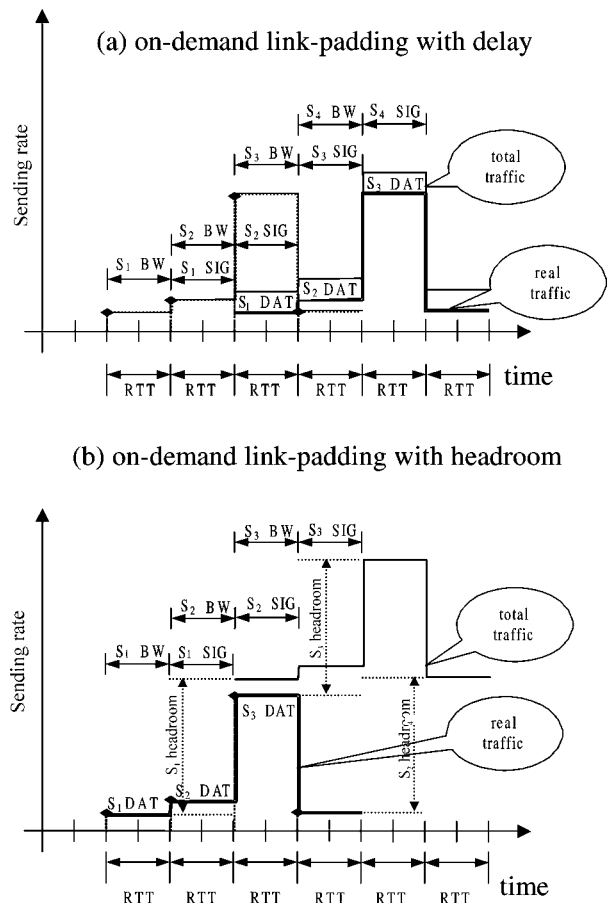 (a) on-demand link-padding with delay
Sending rate
S4 BW S4 SIG
S3 BW S3 SIG
S2 BW S2 SIG
S1 BW S1 SIG
S1 DAT
S2 DAT
S3 DAT
total
traffic
real
traffic
time
RTT RTT RTT RTT RTT RTT
(b) on-demand link-padding with headroom
Sending rate
S3 BW S3 SIG
S2 BW S2 SIG
S1 BW S1 SIG
headroom
headroom
headroom
S1 DAT
S2 DAT
S3 DAT
total
traffic
real
traffic
RTT RTT RTT RTT RTT RTT
time